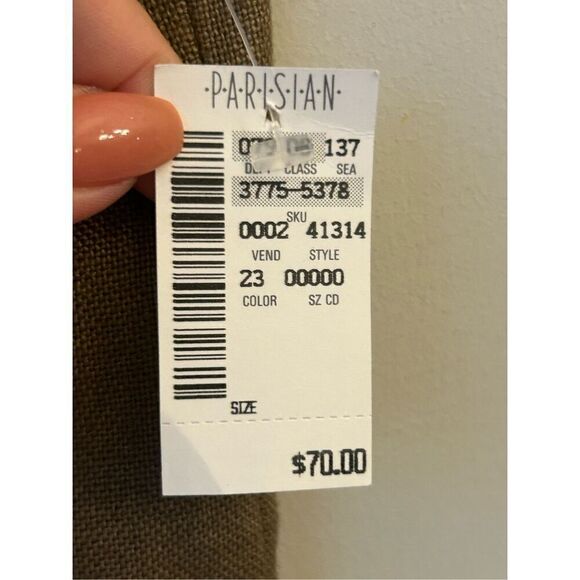 ·P·A·R·I·S·I·A·N·
137
CLASS SEA
3775-5378
SKU
0002 41314
VEND STYLE
23 00000
COLOR SZ CD
SIZE
$70.00